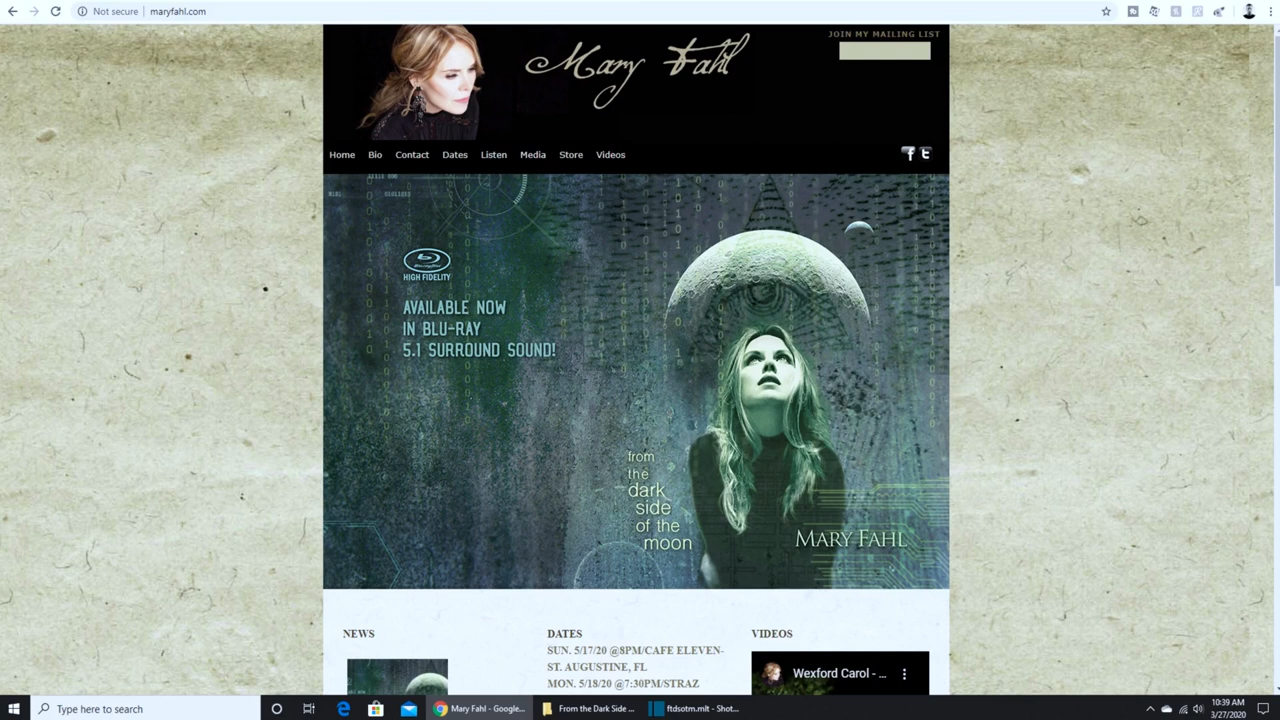 Not secure | maryfahl.com
Mary Fahl
JOIN MY MAILING LIST
Home Bio Contact Dates Listen Media Store Videos
Blu-ray
HIGH FIDELITY
AVAILABLE NOW
IN BLU-RAY
5.1 SURROUND SOUND!
from
the
dark
side
of the
moon
MARY FAHL
NEWS
DATES
SUN. 5/17/20 @8PM/CAFE ELEVEN-
ST. AUGUSTINE, FL
MON. 5/18/20 @7:30PM/STRAZ
VIDEOS
Wexford Carol - ...
Type here to search
Mary Fahl - Google...
From the Dark Side ...
ftdsotm.mlt - Shot...
10:39 AM
3/27/2020